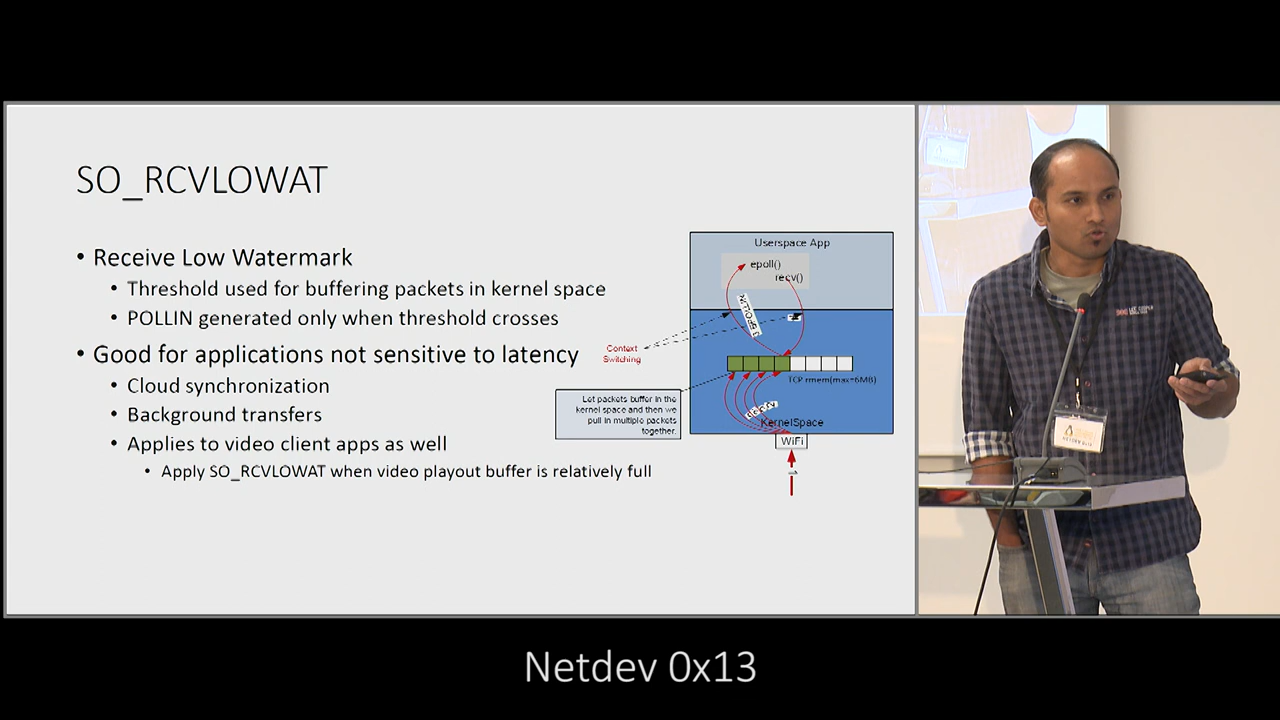 SO_RCVLOWAT
• Receive Low Watermark
• Threshold used for buffering packets in kernel space
• POLLIN generated only when threshold crosses
• Good for applications not sensitive to latency
• Cloud synchronization
• Background transfers
• Applies to video client apps as well
• Apply SO_RCVLOWAT when video playout buffer is relatively full
Userspace App
epoll()
recv()
EPOLLIN
Context
Switching
TCP rmem(max=6MB)
Let packets buffer in the
kernel space and then we
pull in multiple packets
together.
KernelSpace
WiFi
Netdev 0x13